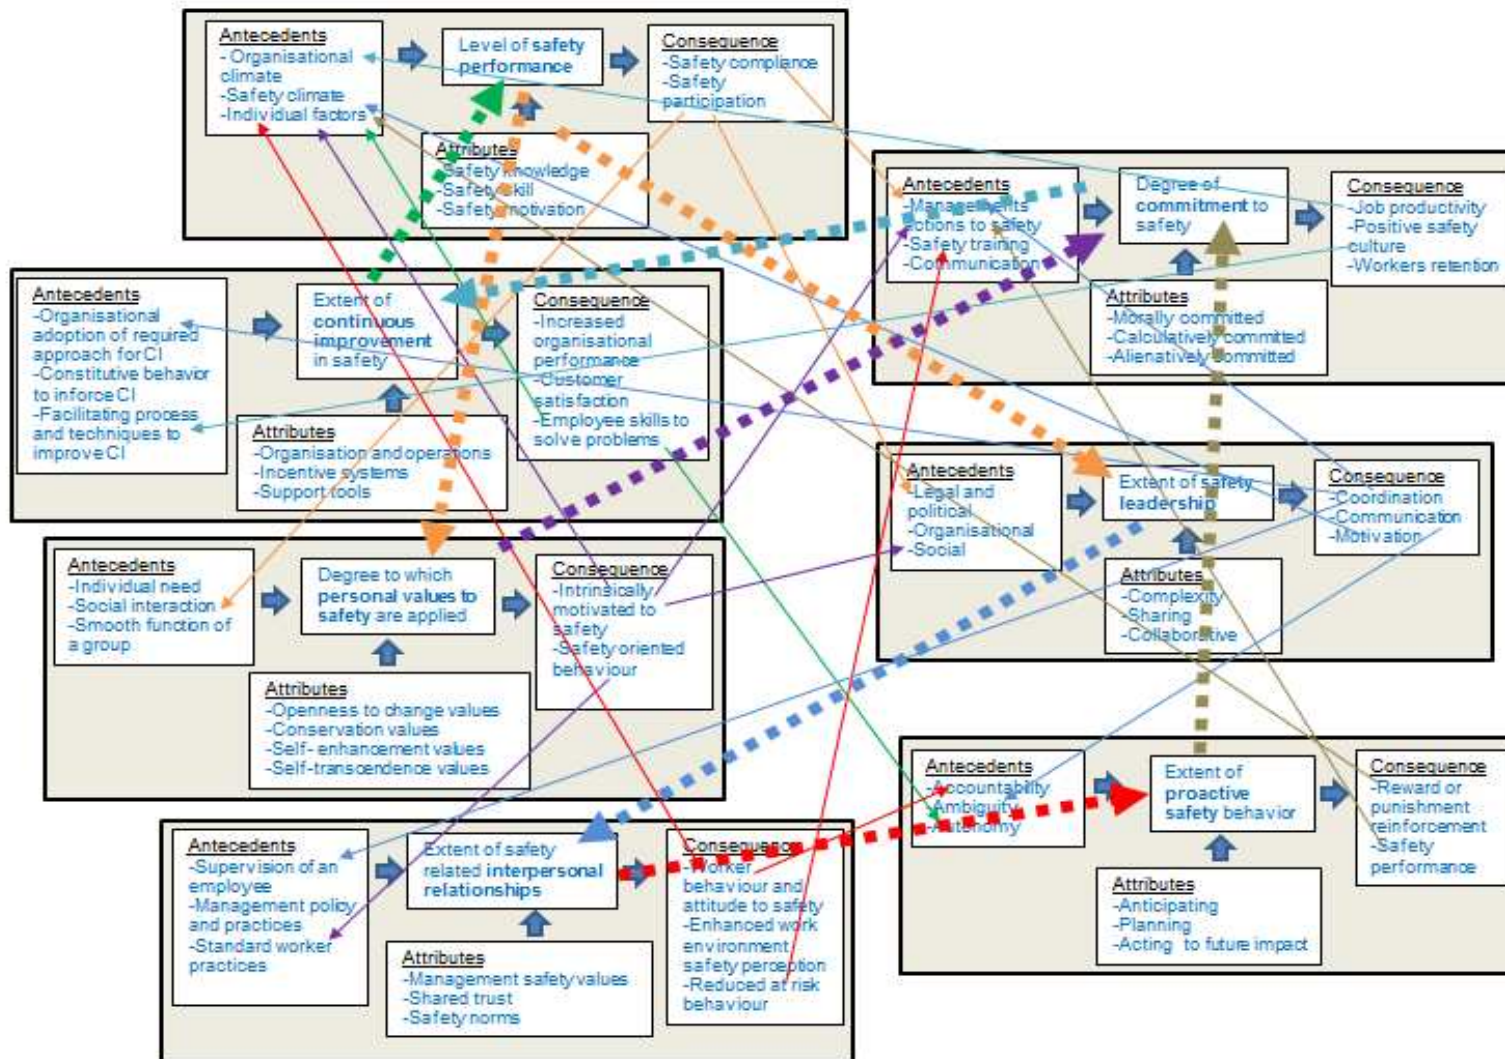 Antecedents
- Organisational
climate
-Safety climate
-Individual factors
Level of safety
performance
Consequence
-Safety compliance
-Safety
participation
Attributes
-Safety knowledge
-Safety skill
-Safety motivation
Antecedents
-Managements
actions to safety
-Safety training
-Communication
Degree of
commitment to
safety
Consequence
-Job productivity
-Positive safety
culture
-Workers retention
Attributes
-Morally committed
-Calculatively committed
-Alienatively committed
Antecedents
-Organisational
adoption of required
approach for CI
-Constitutive behavior
to inforce CI
-Facilitating process
and techniques to
improve CI
Extent of
continuous
improvement
in safety
Consequence
-Increased
organisational
performance
-Customer
satisfaction
-Employee skills to
solve problems
Attributes
-Organisation and operations
-Incentive systems
-Support tools
Antecedents
-Legal and
political
-Organisational
-Social
Extent of safety
leadership
Consequence
-Coordination
-Communication
-Motivation
Attributes
-Complexity
-Sharing
-Collaborative
Antecedents
-Individual need
-Social interaction
-Smooth function of
a group
Degree to which
personal values to
safety are applied
Consequence
-Intrinsically
motivated to
safety
-Safety oriented
behaviour
Attributes
-Openness to change values
-Conservation values
-Self- enhancement values
-Self-transcendence values
Antecedents
-Accountability
-Ambiguity
-Autonomy
Extent of
proactive
safety behavior
Consequence
-Reward or
punishment
reinforcement
-Safety
performance
Attributes
-Anticipating
-Planning
-Acting to future impact
Antecedents
-Supervision of an
employee
-Management policy
and practices
-Standard worker
practices
Extent of safety
related interpersonal
relationships
Consequence
-Worker
behaviour and
attitude to safety
-Enhanced work
environment
safety perception
-Reduced at risk
behaviour
Attributes
-Management safety values
-Shared trust
-Safety norms